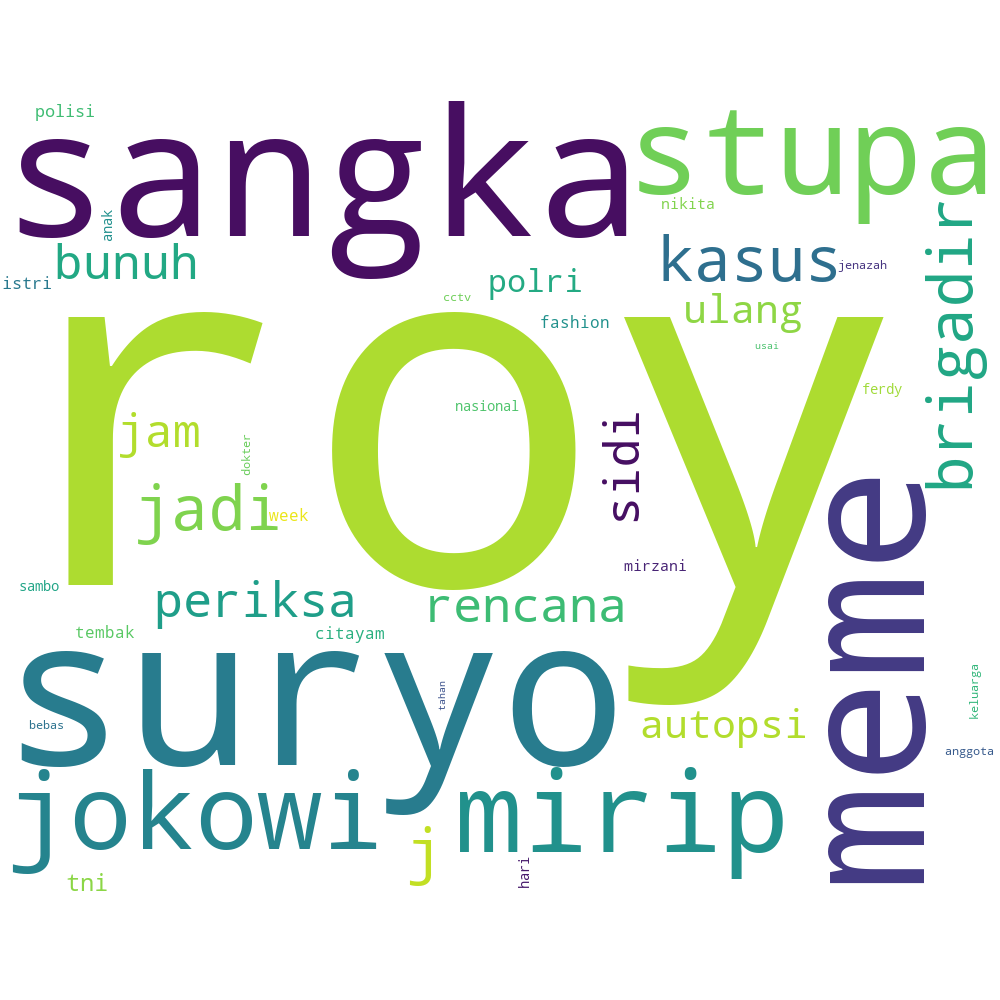 polisi
sangka
stupa
nikita
anak
bunuh
istri
polri
kasus
jenazah
brigadir
cctv
fashion
ulang
usai
roy
nasional
ferdy
jam
dokter
sidi
jadi
week
meme
mirzani
sambo
periksa
rencana
tembak
citayam
suryo
tahan
bebas
autopsi
keluarga
anggota
jokowi
mirip
j
tni
hari